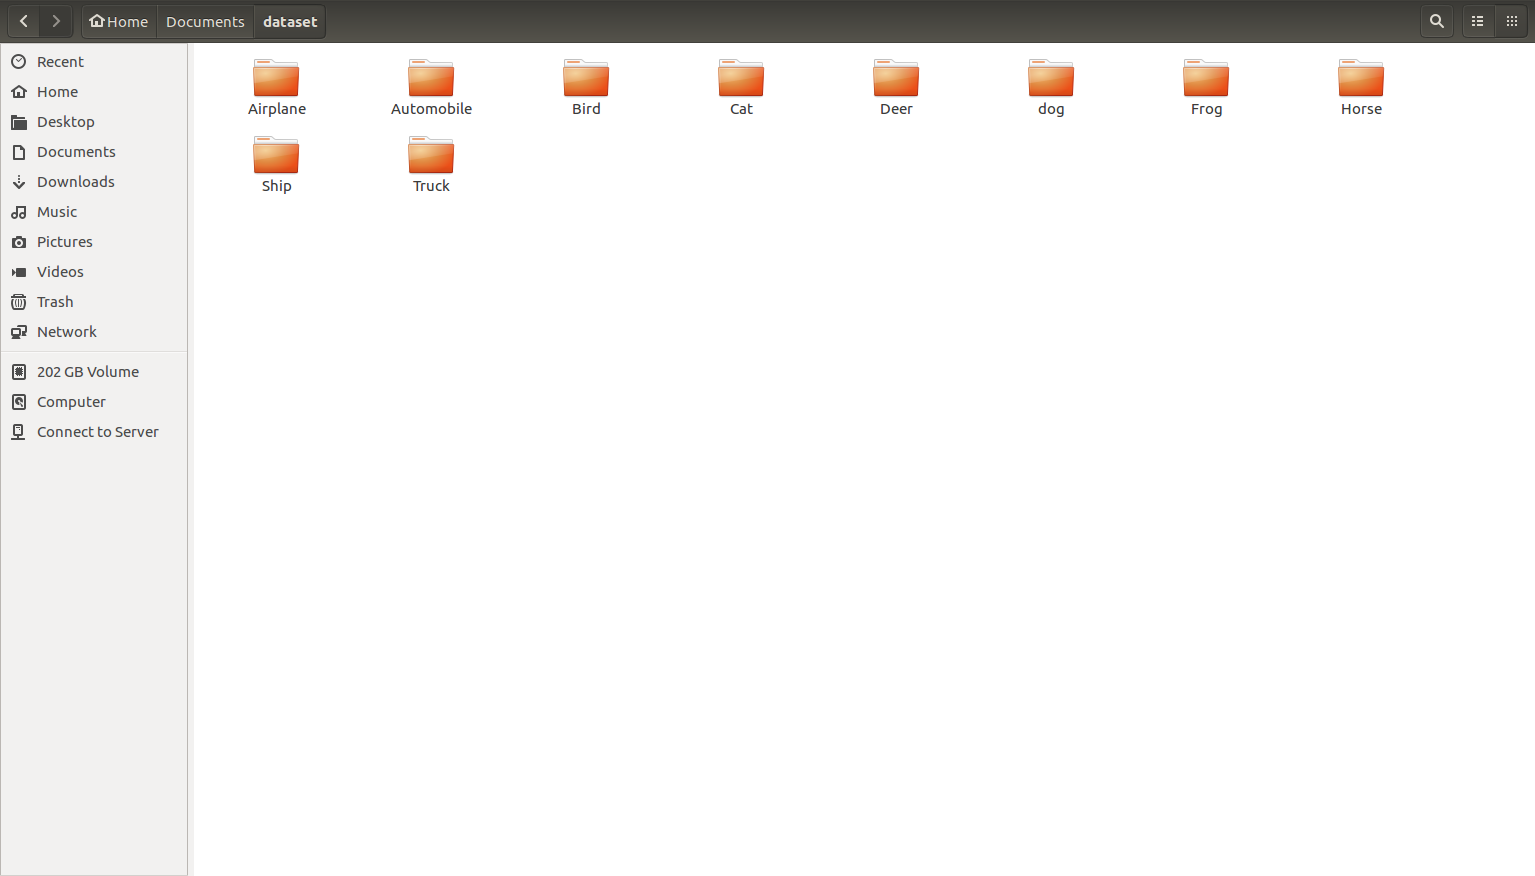 Home Documents dataset
Recent
Home
Desktop
Documents
Downloads
Music
Pictures
Videos
Trash
Network
202 GB Volume
Computer
Connect to Server
Airplane Automobile Bird Cat Deer dog Frog Horse
Ship Truck